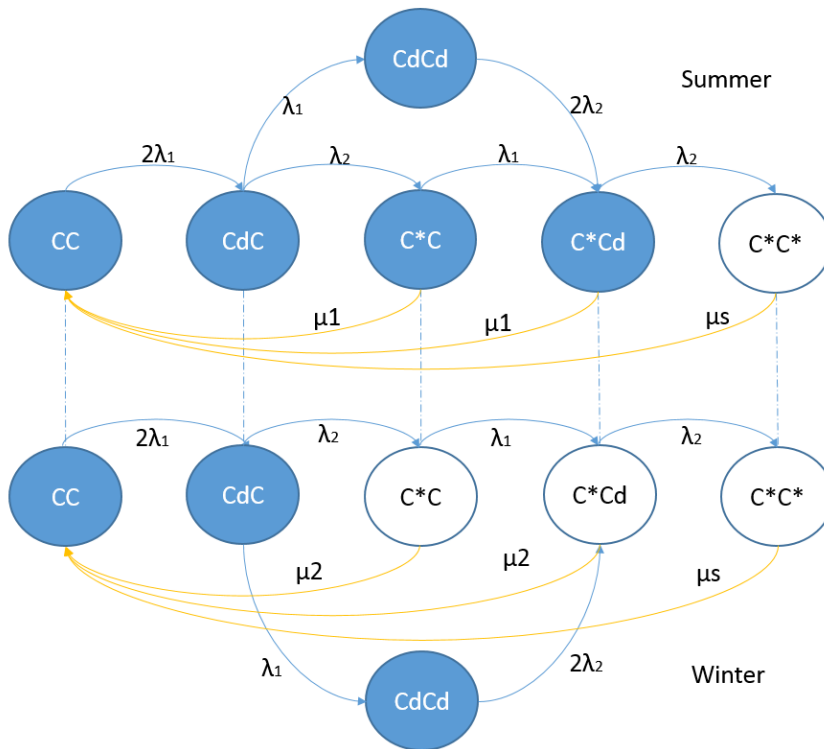 CdCd
Summer
λ1
2λ2
2λ1
λ2
λ1
λ2
CC
CdC
C*C
C*Cd
C*C*
μ1
μ1
μs
2λ1
λ2
λ1
λ2
CC
CdC
C*C
C*Cd
C*C*
μ2
μ2
μs
λ1
2λ2
Winter
CdCd